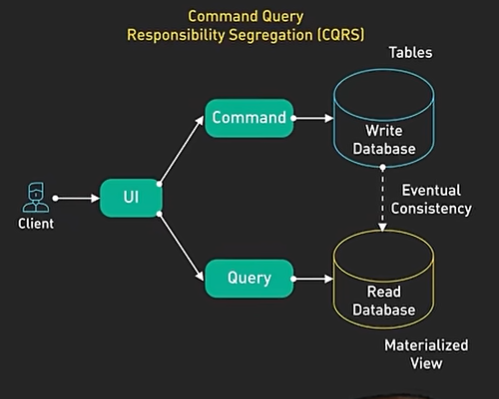 Command Query
Responsibility Segregation (CQRS)
Tables
Command
Write
Database
UI
Client
Eventual
Consistency
Query
Read
Database
Materialized
View